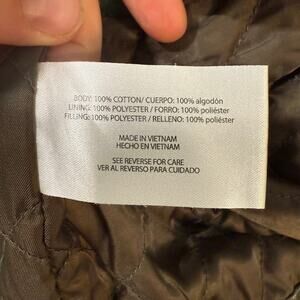 BODY: 100% COTTON/ CUERPO: 100% algodón
LINING: 100% POLYESTER / FORRO: 100% poliéster
FILLING: 100% POLYESTER / RELLENO: 100% poliéster
MADE IN VIETNAM
HECHO EN VIETNAM
SEE REVERSE FOR CARE
VER AL REVERSO PARA CUIDADO